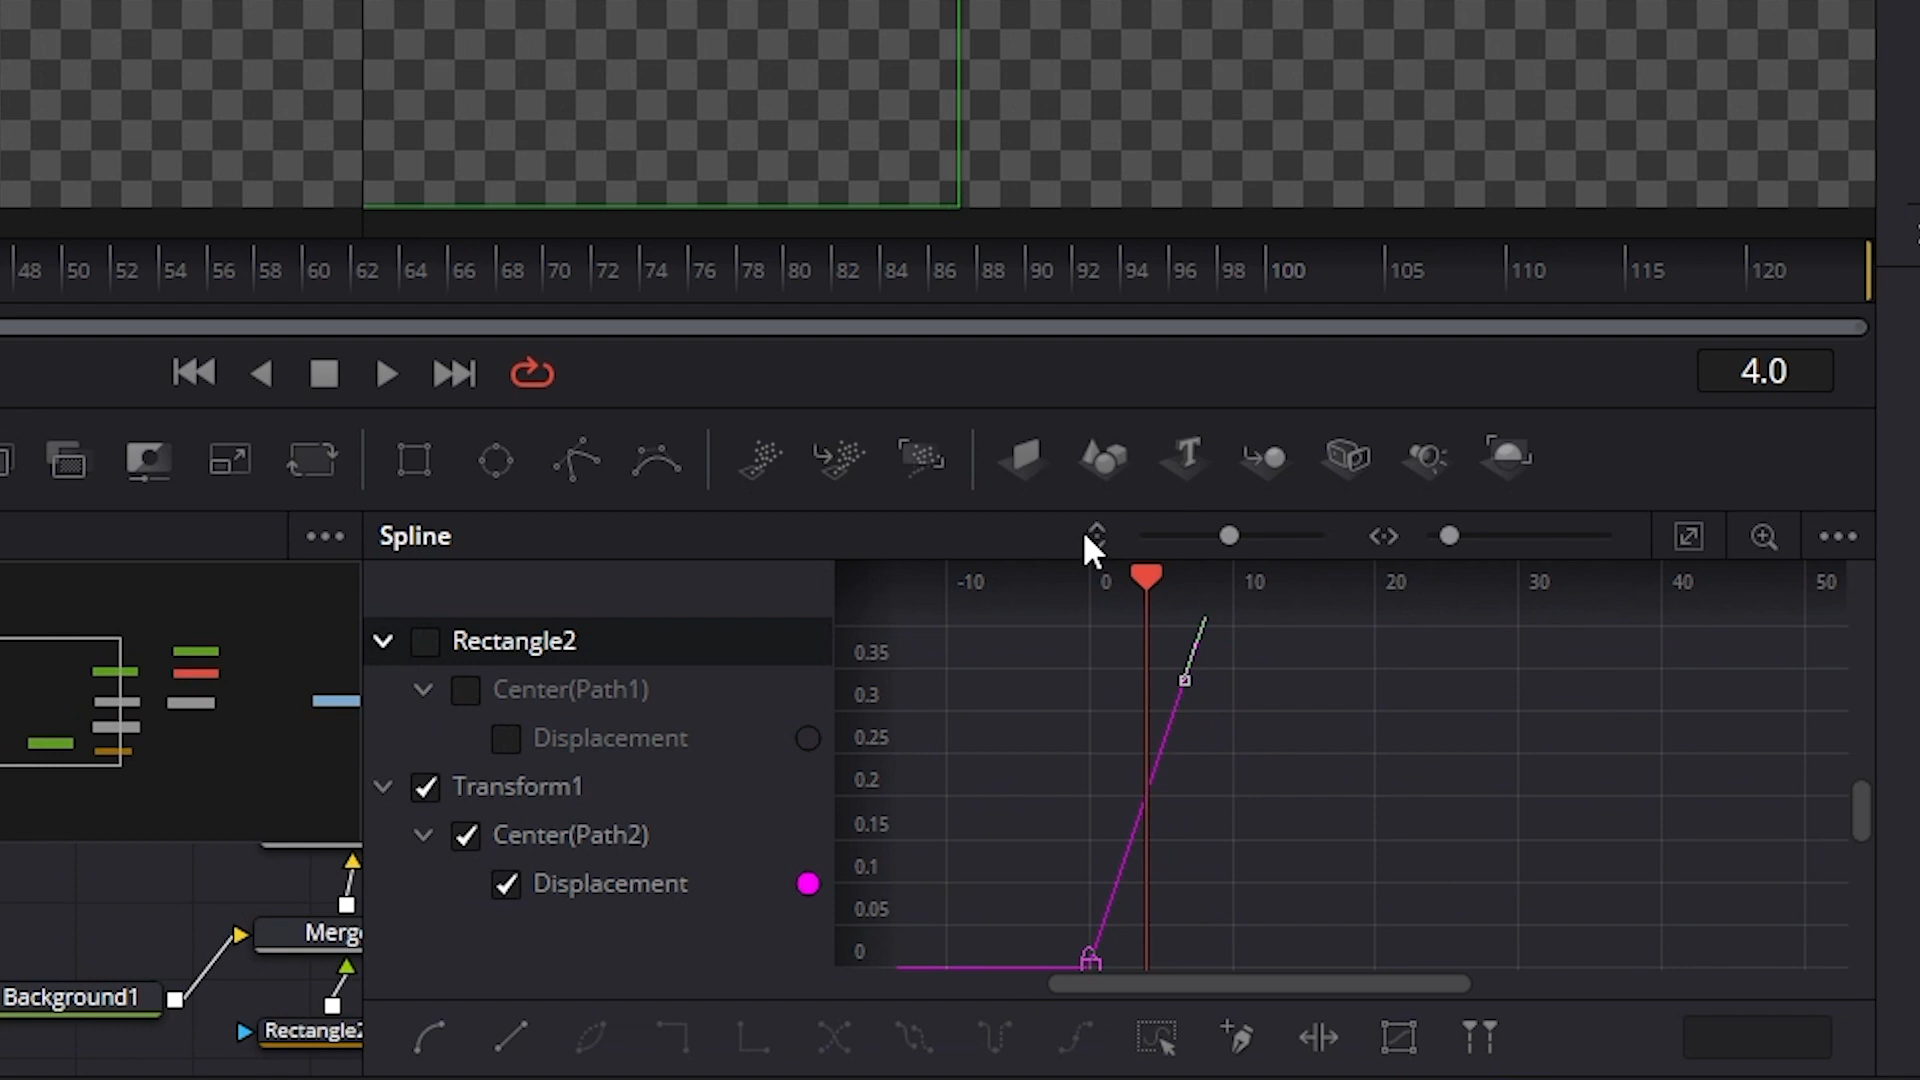 48 50 52 54 56 58 60 62 64 66 68 70 72 74 76 78 80 82 84 86 88 90 92 94 96 98 100 105 110 115 120
4.0
Spline
-10 0 10 20 30 40 50
Rectangle2
Center(Path1)
Displacement
Transform1
Center(Path2)
Displacement
0.35
0.3
0.25
0.2
0.15
0.1
0.05
0
Merge
Background1
Rectangle2